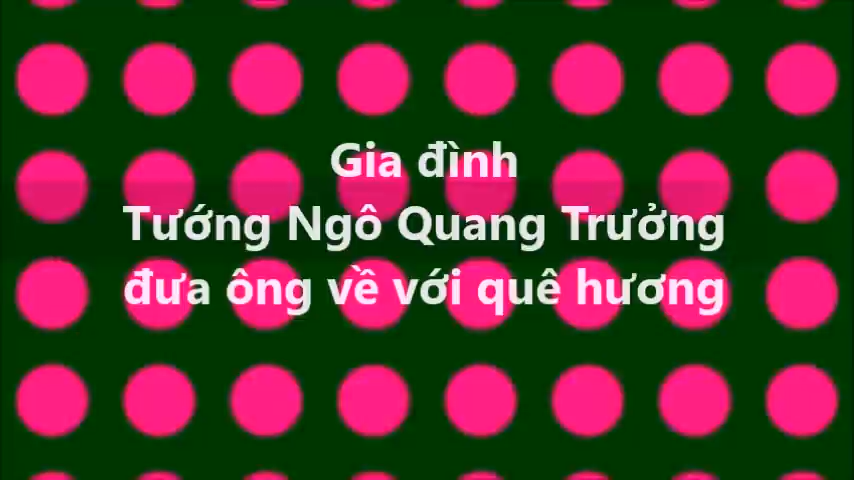 Gia đình
Tướng Ngô Quang Trưởng
đưa ông về với quê hương